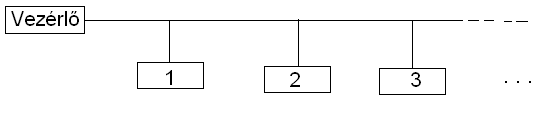 Vezérlő
1 2 3 . . .